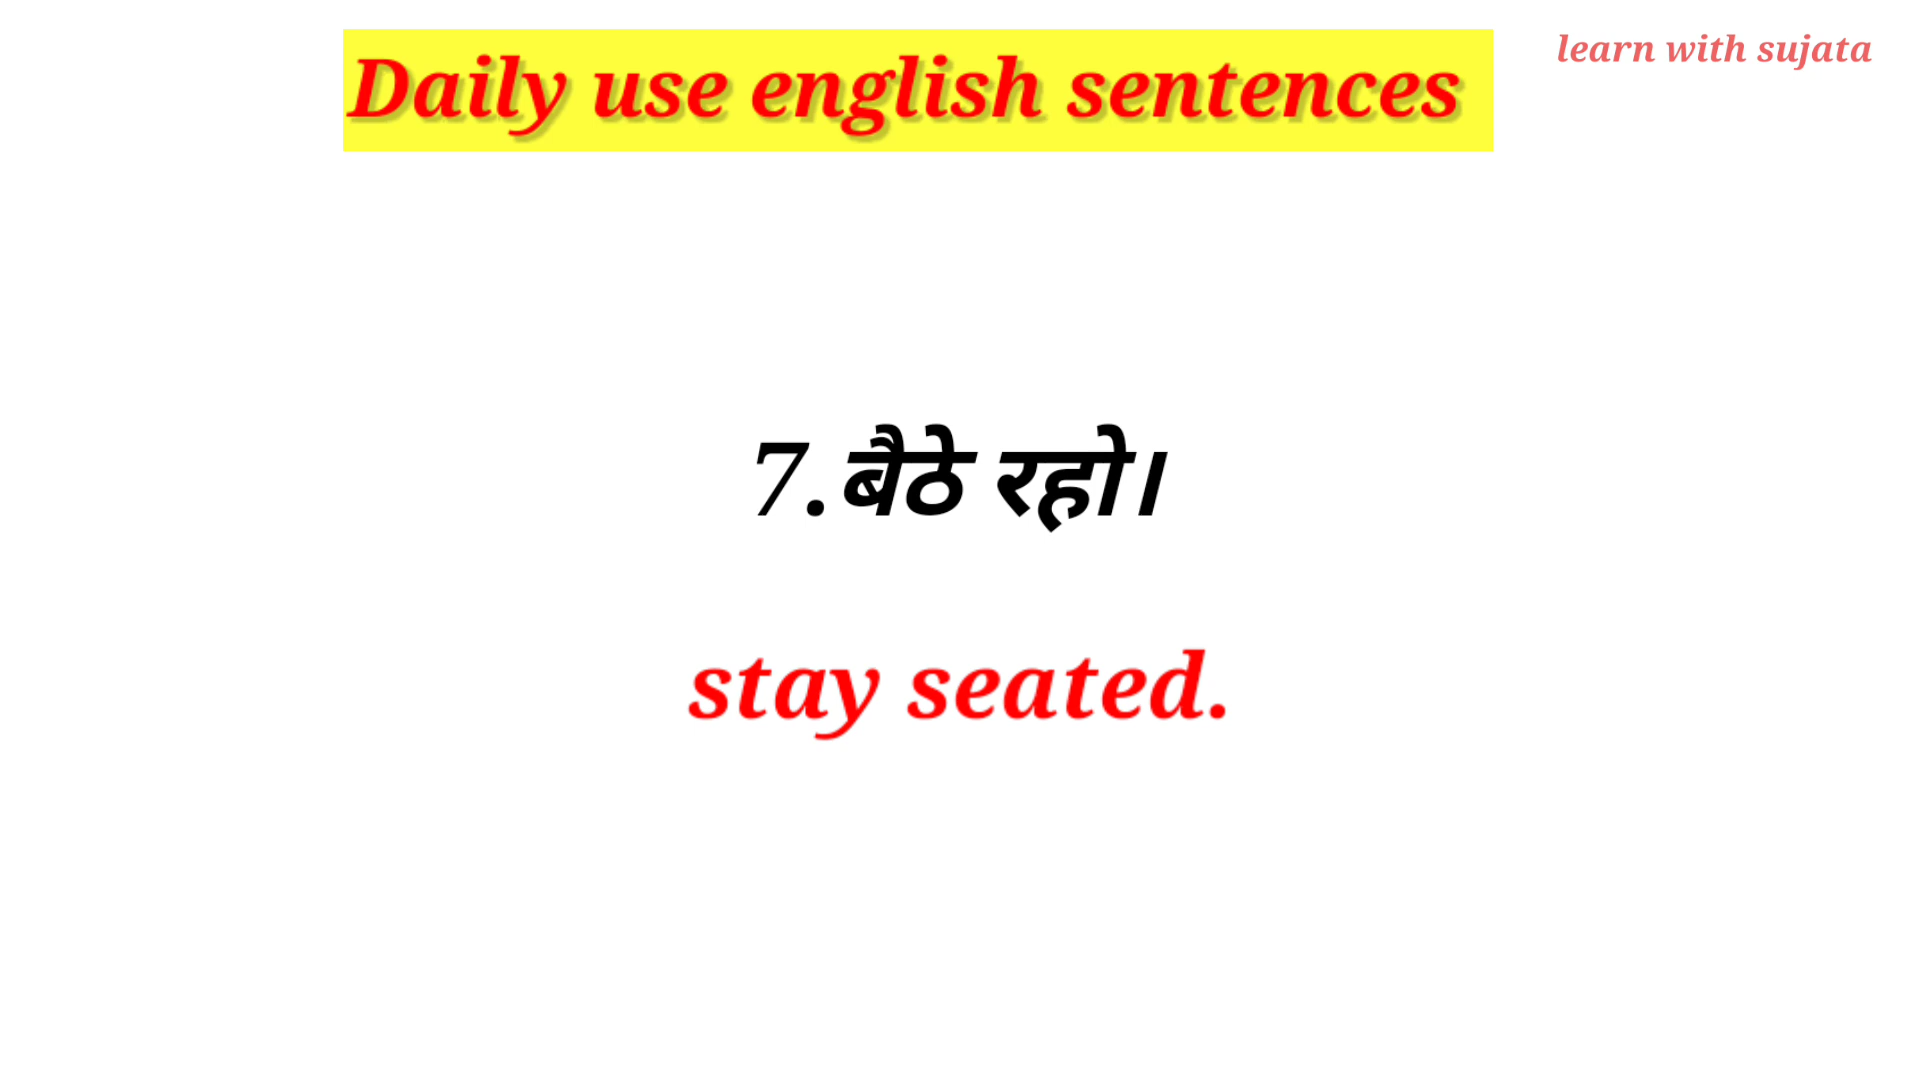 Daily use english sentences
learn with sujata
7.बैठे रहो।
stay seated.